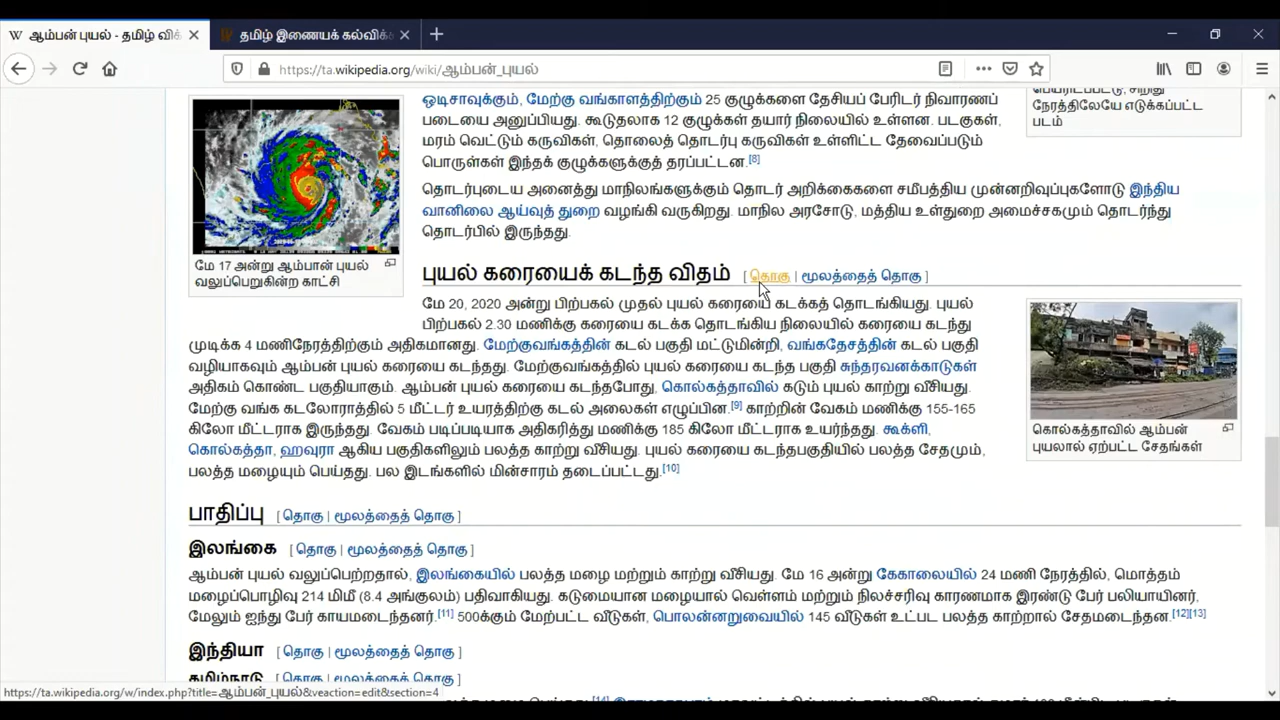 ஆம்பன் புயல் - தமிழ் விக்
தமிழ் இணையக் கல்விக்
https://ta.wikipedia.org/wiki/ஆம்பன்_புயல்
ஒடிசாவுக்கும், மேற்கு வங்காளத்திற்கும் 25 குழுக்களை தேசியப் பேரிடர் நிவாரணப்
படையை அனுப்பியது. கூடுதலாக 12 குழுக்கள் தயார் நிலையில் உள்ளன. படகுகள்,
மரம் வெட்டும் கருவிகள், தொலைத் தொடர்பு கருவிகள் உள்ளிட்ட தேவைப்படும்
பொருள்கள் இந்தக் குழுக்களுக்குத் தரப்பட்டன.[8]
நேரத்திலேயே எடுக்கப்பட்ட
படம்
தொடர்புடைய அனைத்து மாநிலங்களுக்கும் தொடர் அறிக்கைகளை சமீபத்திய முன்னறிவுப்புகளோடு இந்திய
வானிலை ஆய்வுத் துறை வழங்கி வருகிறது. மாநில அரசோடு, மத்திய உள்துறை அமைச்சகமும் தொடர்ந்து
தொடர்பில் இருந்தது.
மே 17 அன்று ஆம்பான் புயல்
வலுப்பெறுகின்ற காட்சி
புயல் கரையைக் கடந்த விதம் [ தொகு | மூலத்தைத் தொகு ]
மே 20, 2020 அன்று பிற்பகல் முதல் புயல் கரையை கடக்கத் தொடங்கியது. புயல்
பிற்பகல் 2.30 மணிக்கு கரையை கடக்க தொடங்கிய நிலையில் கரையை கடந்து
முடிக்க 4 மணிநேரத்திற்கும் அதிகமானது. மேற்குவங்கத்தின் கடல் பகுதி மட்டுமின்றி, வங்கதேசத்தின் கடல் பகுதி
வழியாகவும் ஆம்பன் புயல் கரையை கடந்தது. மேற்குவங்கத்தில் புயல் கரையை கடந்த பகுதி சுந்தரவனக்காடுகள்
அதிகம் கொண்ட பகுதியாகும். ஆம்பன் புயல் கரையை கடந்தபோது, கொல்கத்தாவில் கடும் புயல் காற்று வீசியது.
மேற்கு வங்க கடலோரத்தில் 5 மீட்டர் உயரத்திற்கு கடல் அலைகள் எழுப்பின.[9] காற்றின் வேகம் மணிக்கு 155-165
கிலோ மீட்டராக இருந்தது. வேகம் படிப்படியாக அதிகரித்து மணிக்கு 185 கிலோ மீட்டராக உயர்ந்தது. கூக்ளி,
கொல்கத்தா, ஹவுரா ஆகிய பகுதிகளிலும் பலத்த காற்று வீசியது. புயல் கரையை கடந்தபகுதியில் பலத்த சேதமும்,
பலத்த மழையும் பெய்தது. பல இடங்களில் மின்சாரம் தடைப்பட்டது.[10]
கொல்கத்தாவில் ஆம்பன்
புயலால் ஏற்பட்ட சேதங்கள்
பாதிப்பு [ தொகு | மூலத்தைத் தொகு ]
இலங்கை [ தொகு | மூலத்தைத் தொகு ]
ஆம்பன் புயல் வலுப்பெற்றதால், இலங்கையில் பலத்த மழை மற்றும் காற்று வீசியது. மே 16 அன்று கேகாலையில் 24 மணி நேரத்தில், மொத்தம்
மழைப்பொழிவு 214 மிமீ (8.4 அங்குலம்) பதிவாகியது. கடுமையான மழையால் வெள்ளம் மற்றும் நிலச்சரிவு காரணமாக இரண்டு பேர் பலியாயினர்,
மேலும் ஐந்து பேர் காயமடைந்தனர்.[11] 500க்கும் மேற்பட்ட வீடுகள், பொலன்னறுவையில் 145 வீடுகள் உட்பட பலத்த காற்றால் சேதமடைந்தன.[12][13]
இந்தியா [ தொகு | மூலத்தைத் தொகு ]
தமிழ்நாடு [ தொகு | மூலத்தைத் தொகு ]
https://ta.wikipedia.org/w/index.php?title=ஆம்பன்_புயல்&veaction=edit&section=4